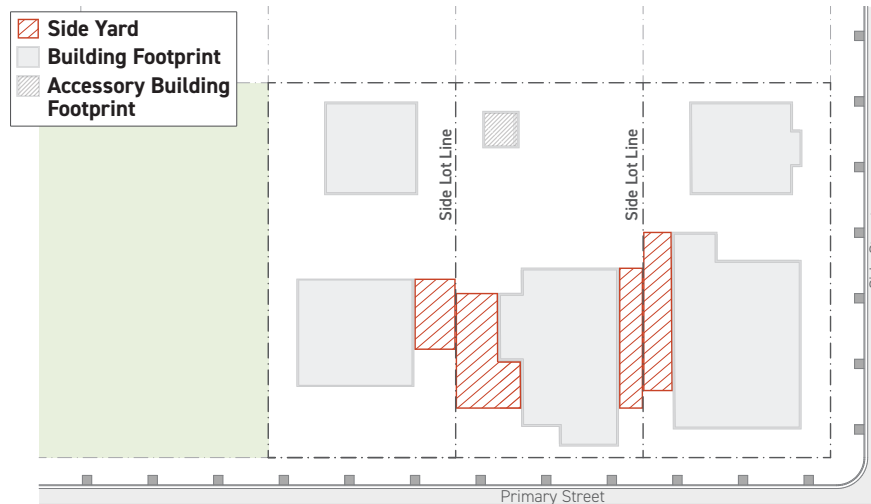 Side Yard
Building Footprint
Accessory Building
Footprint
Side Lot Line
Side Lot Line
Primary Street